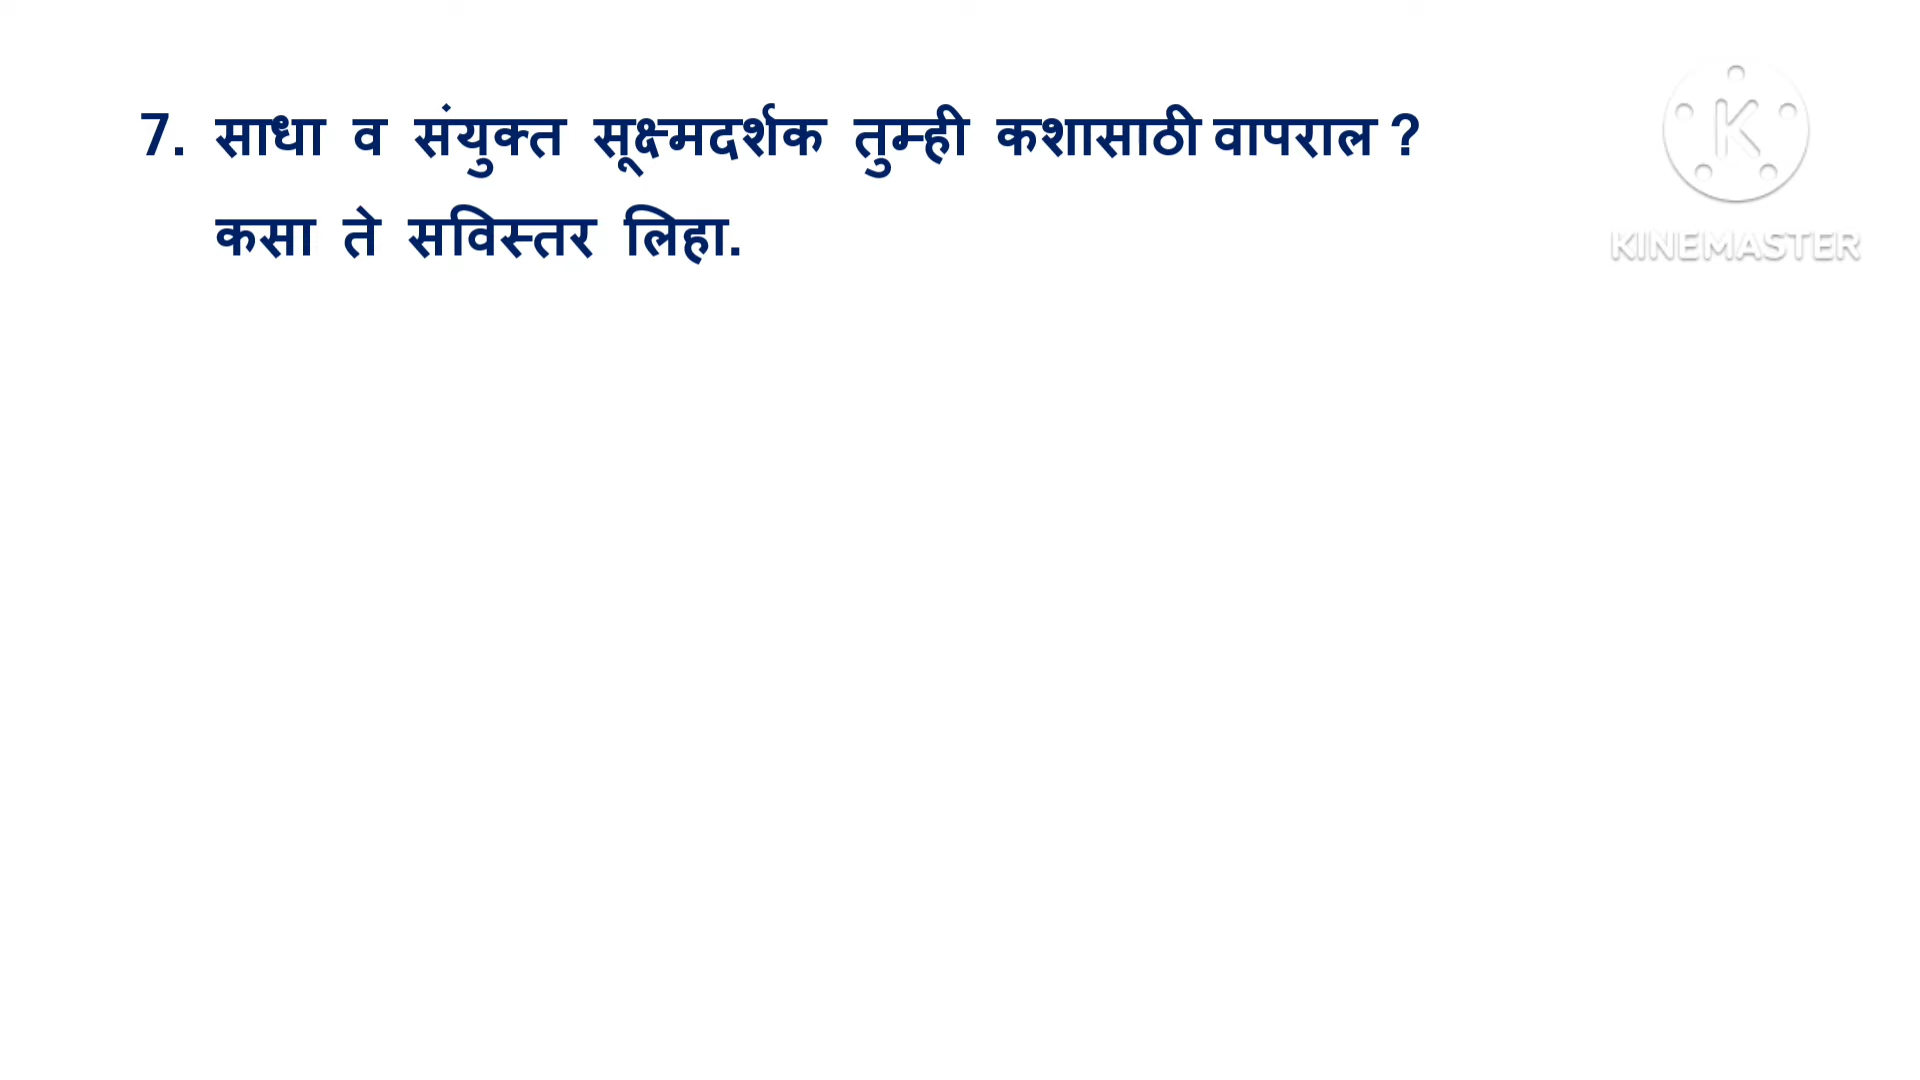 7. साधा व संयुक्त सूक्ष्मदर्शक तुम्ही कशासाठी वापराल ?
कसा ते सविस्तर लिहा.
K
KINEMASTER